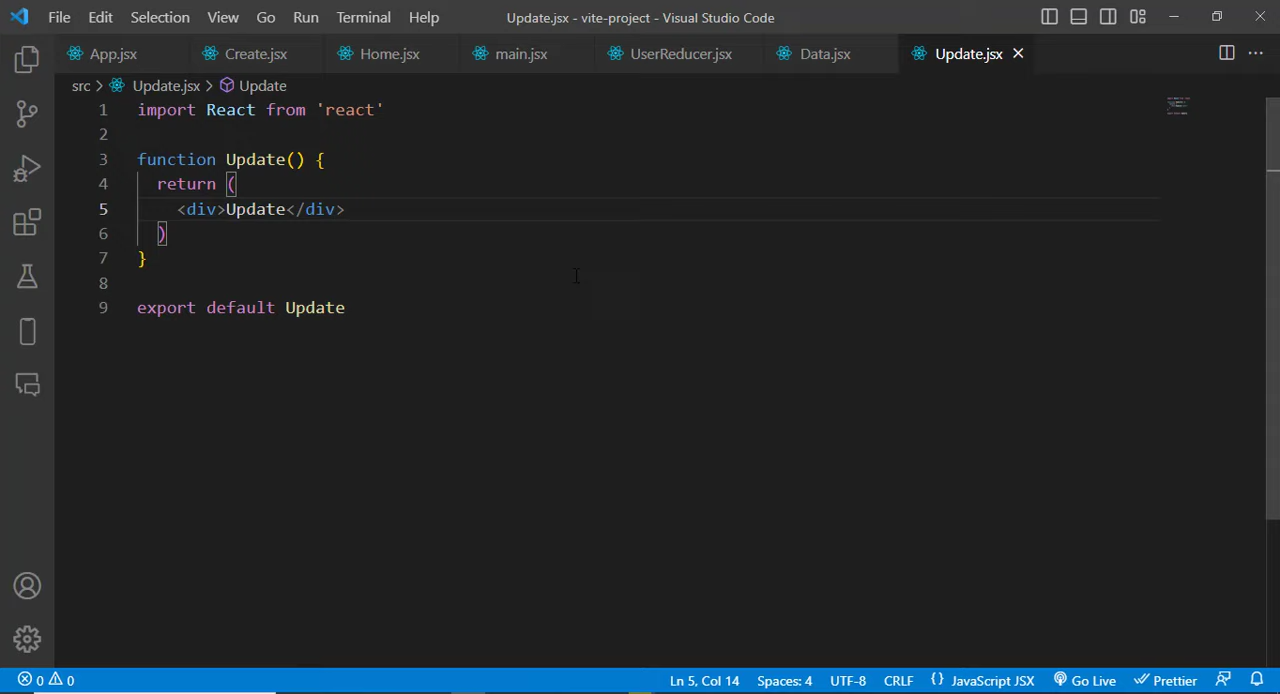 File Edit Selection View Go Run Terminal Help Update.jsx - vite-project - Visual Studio Code
App.jsx Create.jsx Home.jsx main.jsx UserReducer.jsx Data.jsx Update.jsx
src > Update.jsx > Update
1 import React from 'react'
2
3 function Update() {
4 return (
5 <div>Update</div>
6 )
7 }
8
9 export default Update
0 0 Ln 5, Col 14 Spaces: 4 UTF-8 CRLF {} JavaScript JSX Go Live Prettier